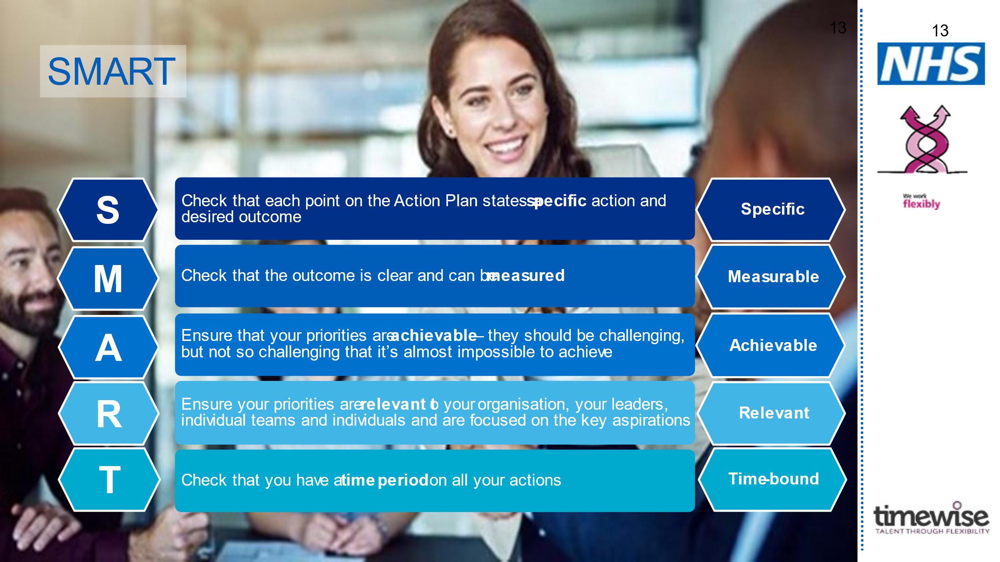 13
13
NHS
SMART
We work
flexibly
S
Check that each point on the Action Plan states a specific action and
desired outcome
Specific
M
Check that the outcome is clear and can be measured
Measurable
A
Ensure that your priorities are achievable – they should be challenging,
but not so challenging that it’s almost impossible to achieve
Achievable
R
Ensure your priorities are relevant to your organisation, your leaders,
individual teams and individuals and are focused on the key aspirations
Relevant
T
Check that you have a time period on all your actions
Time-bound
timewise
TALENT THROUGH FLEXIBILITY